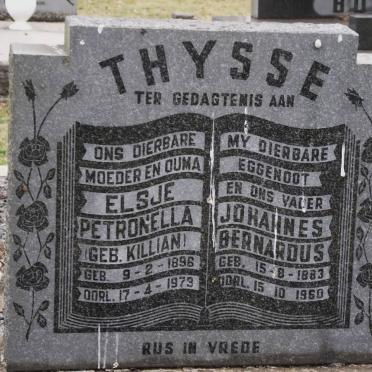 THYSSE
TER GEDAGTENIS AAN
ONS DIERBARE
MOEDER EN OUMA
ELSJE
PETRONELLA
(GEB. KILLIAN)
GEB. 9-2-1896
OORL. 17-4-1973
MY DIERBARE
EGGENOOT
EN ONS VADER
JOHANNES
BERNARDUS
GEB. 15-8-1883
OORL. 15 10 1960
RUS IN VREDE